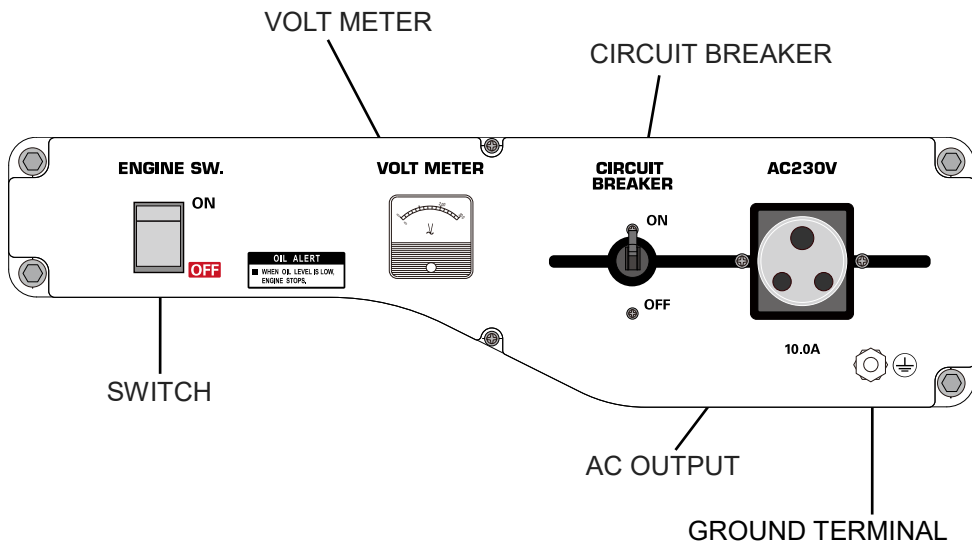 VOLT METER
CIRCUIT BREAKER
ENGINE SW.
VOLT METER
CIRCUIT
BREAKER
AC230V
ON
ON
OFF
OIL ALERT
WHEN OIL LEVEL IS LOW,
ENGINE STOPS,
OFF
10.0A
SWITCH
AC OUTPUT
GROUND TERMINAL